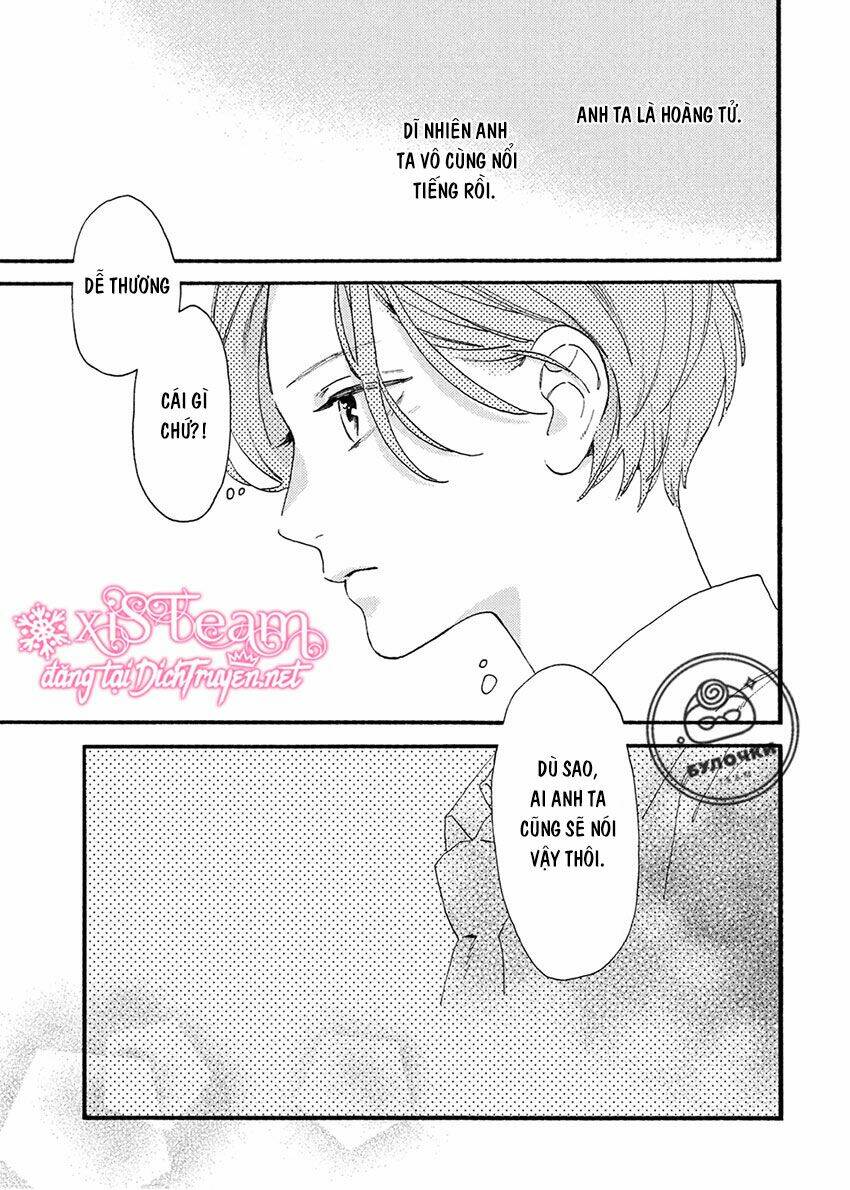 ANH TA LÀ HOÀNG TỬ.
DĨ NHIÊN ANH
TA VÔ CÙNG NỔI
TIẾNG RỒI.
DỄ THƯƠNG
CÁI GÌ
CHỨ?!
xiSTeam
đăng tại DichTruyen.net
DÙ SAO,
AI ANH TA
CŨNG SẼ NÓI
VẬY THÔI.
БУЛОЧКИ
TEAM